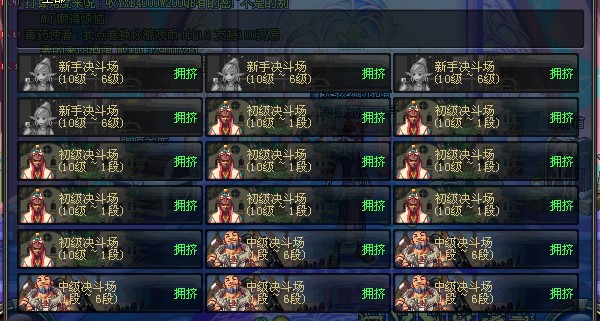 新手决斗场 新手决斗场 新手决斗场
(10级 ~ 6级) 拥挤 (10级 ~ 6级) 拥挤 (10级 ~ 6级) 拥挤
新手决斗场 初级决斗场 初级决斗场
(10级 ~ 6级) 拥挤 (10级 ~ 1段) 拥挤 (10级 ~ 1段) 拥挤
初级决斗场 初级决斗场 初级决斗场
(10级 ~ 1段) 拥挤 (10级 ~ 1段) 拥挤 (10级 ~ 1段) 拥挤
初级决斗场 初级决斗场 初级决斗场
(10级 ~ 1段) 拥挤 (10级 ~ 1段) 拥挤 (10级 ~ 1段) 拥挤
初级决斗场 中级决斗场 中级决斗场
(10级 ~ 1段) 拥挤 段 ~ 6段) 拥挤 段 ~ 6段) 拥挤
中级决斗场 中级决斗场 中级决斗场
段 ~ 6段) 拥挤 段 ~ 6段) 拥挤 段 ~ 6段) 拥挤